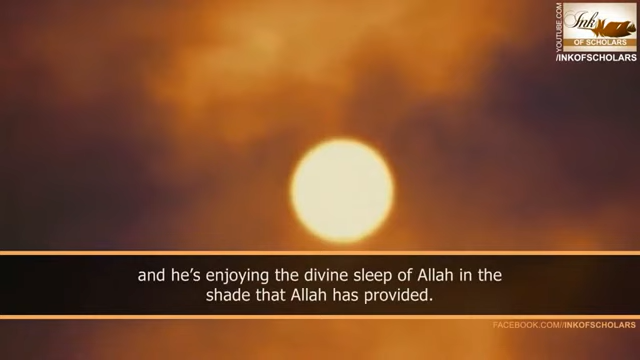 Ink
OF SCHOLARS
YOUTUBE.COM
/INKOFSCHOLARS
and he's enjoying the divine sleep of Allah in the
shade that Allah has provided.
FACEBOOK.COM//INKOFSCHOLARS